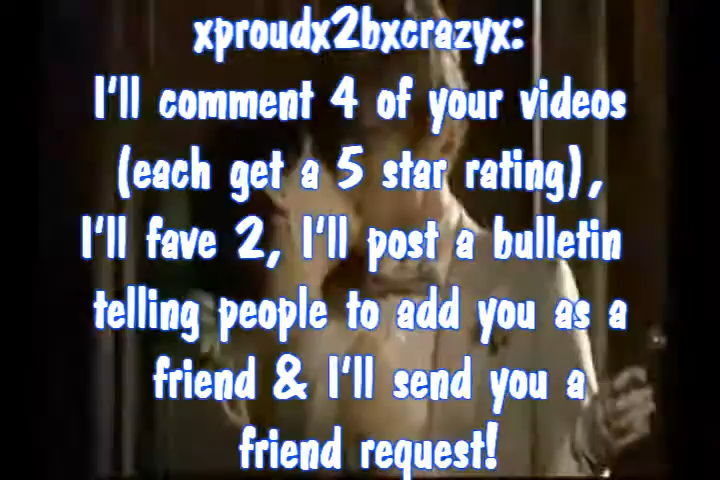 xproudx2bxcrazyx:
I'll comment 4 of your videos
(each get a 5 star rating),
I'll fave 2, I'll post a bulletin
telling people to add you as a
friend & I'll send you a
friend request!